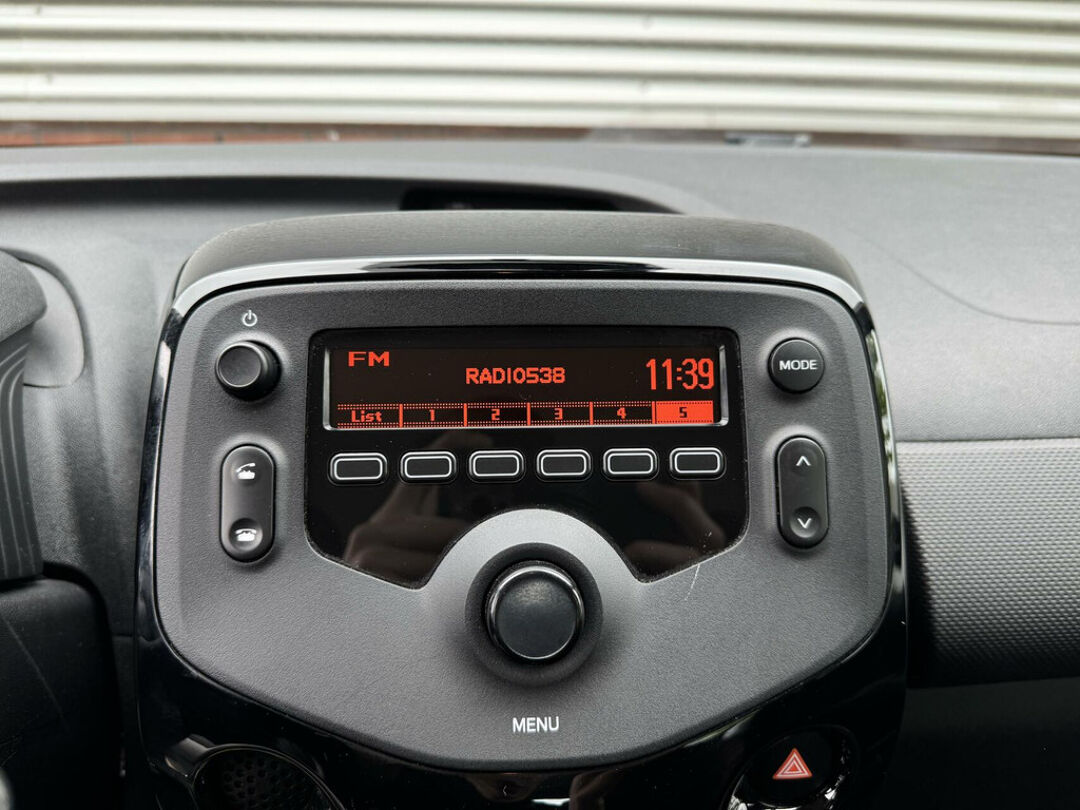 FM
RADIO538
11:39
List 1 2 3 4 5
MODE
MENU